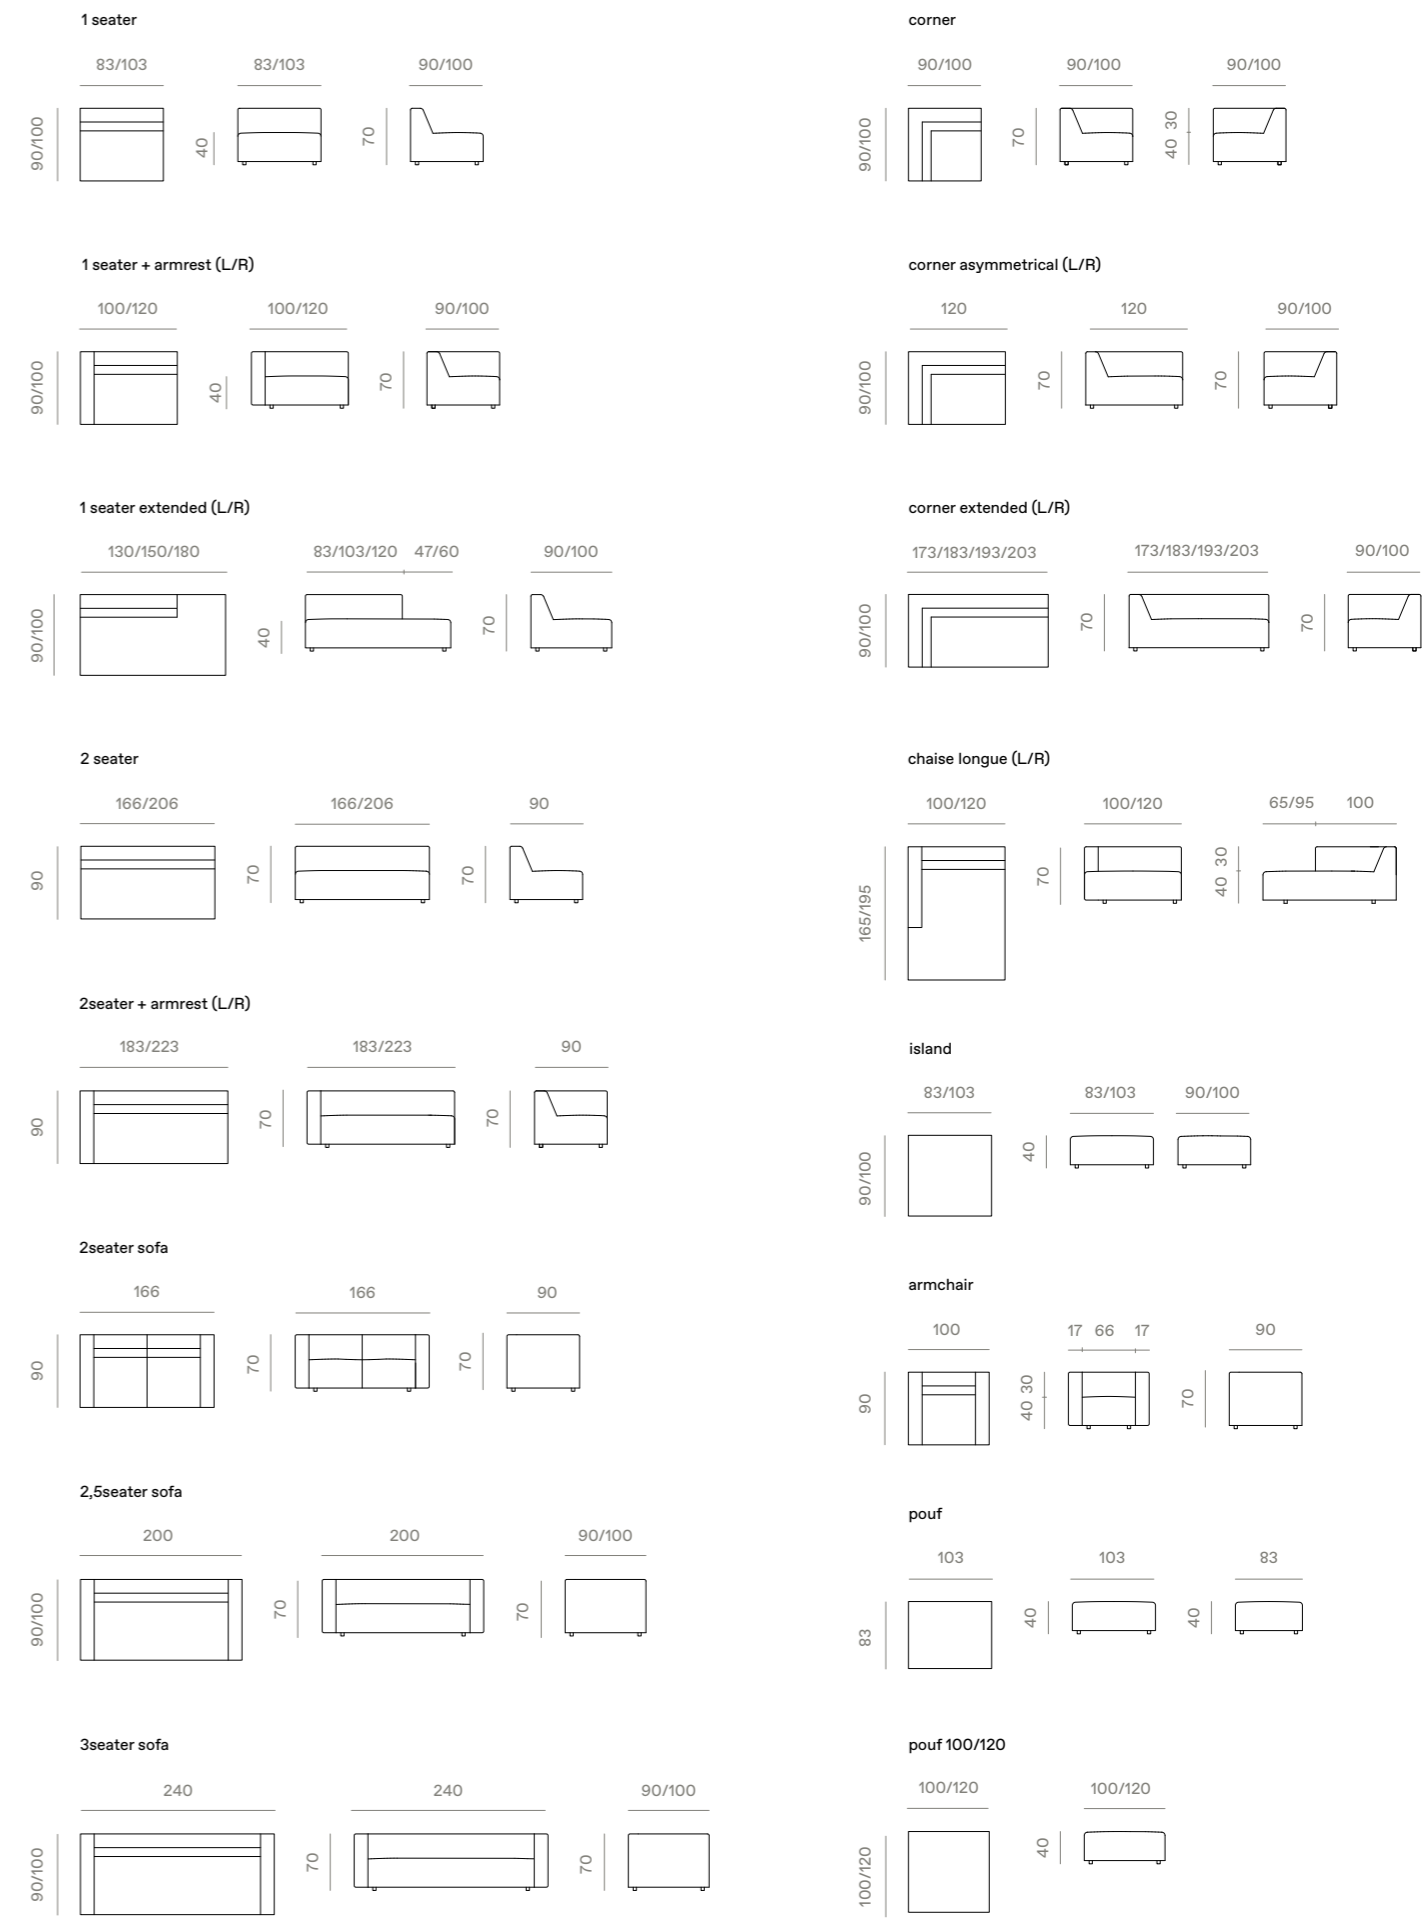 1 seater
83/103 83/103 90/100
90/100 40 70
1 seater + armrest (L/R)
100/120 100/120 90/100
90/100 40 70
1 seater extended (L/R)
130/150/180 83/103/120 47/60 90/100
90/100 40 70
2 seater
166/206 166/206 90
90 70 70
2seater + armrest (L/R)
183/223 183/223 90
90 70 70
2seater sofa
166 166 90
90 70 70
2,5seater sofa
200 200 90/100
90/100 70 70
3seater sofa
240 240 90/100
90/100 70 70
corner
90/100 90/100 90/100
90/100 70 40 30
corner asymmetrical (L/R)
120 120 90/100
90/100 70 70
corner extended (L/R)
173/183/193/203 173/183/193/203 90/100
90/100 70 70
chaise longue (L/R)
100/120 100/120 65/95 100
165/195 70 40 30
island
83/103 83/103 90/100
90/100 40
armchair
100 17 66 17 90
90 40 30 70
pouf
103 103 83
83 40 40
pouf 100/120
100/120 100/120
100/120 40